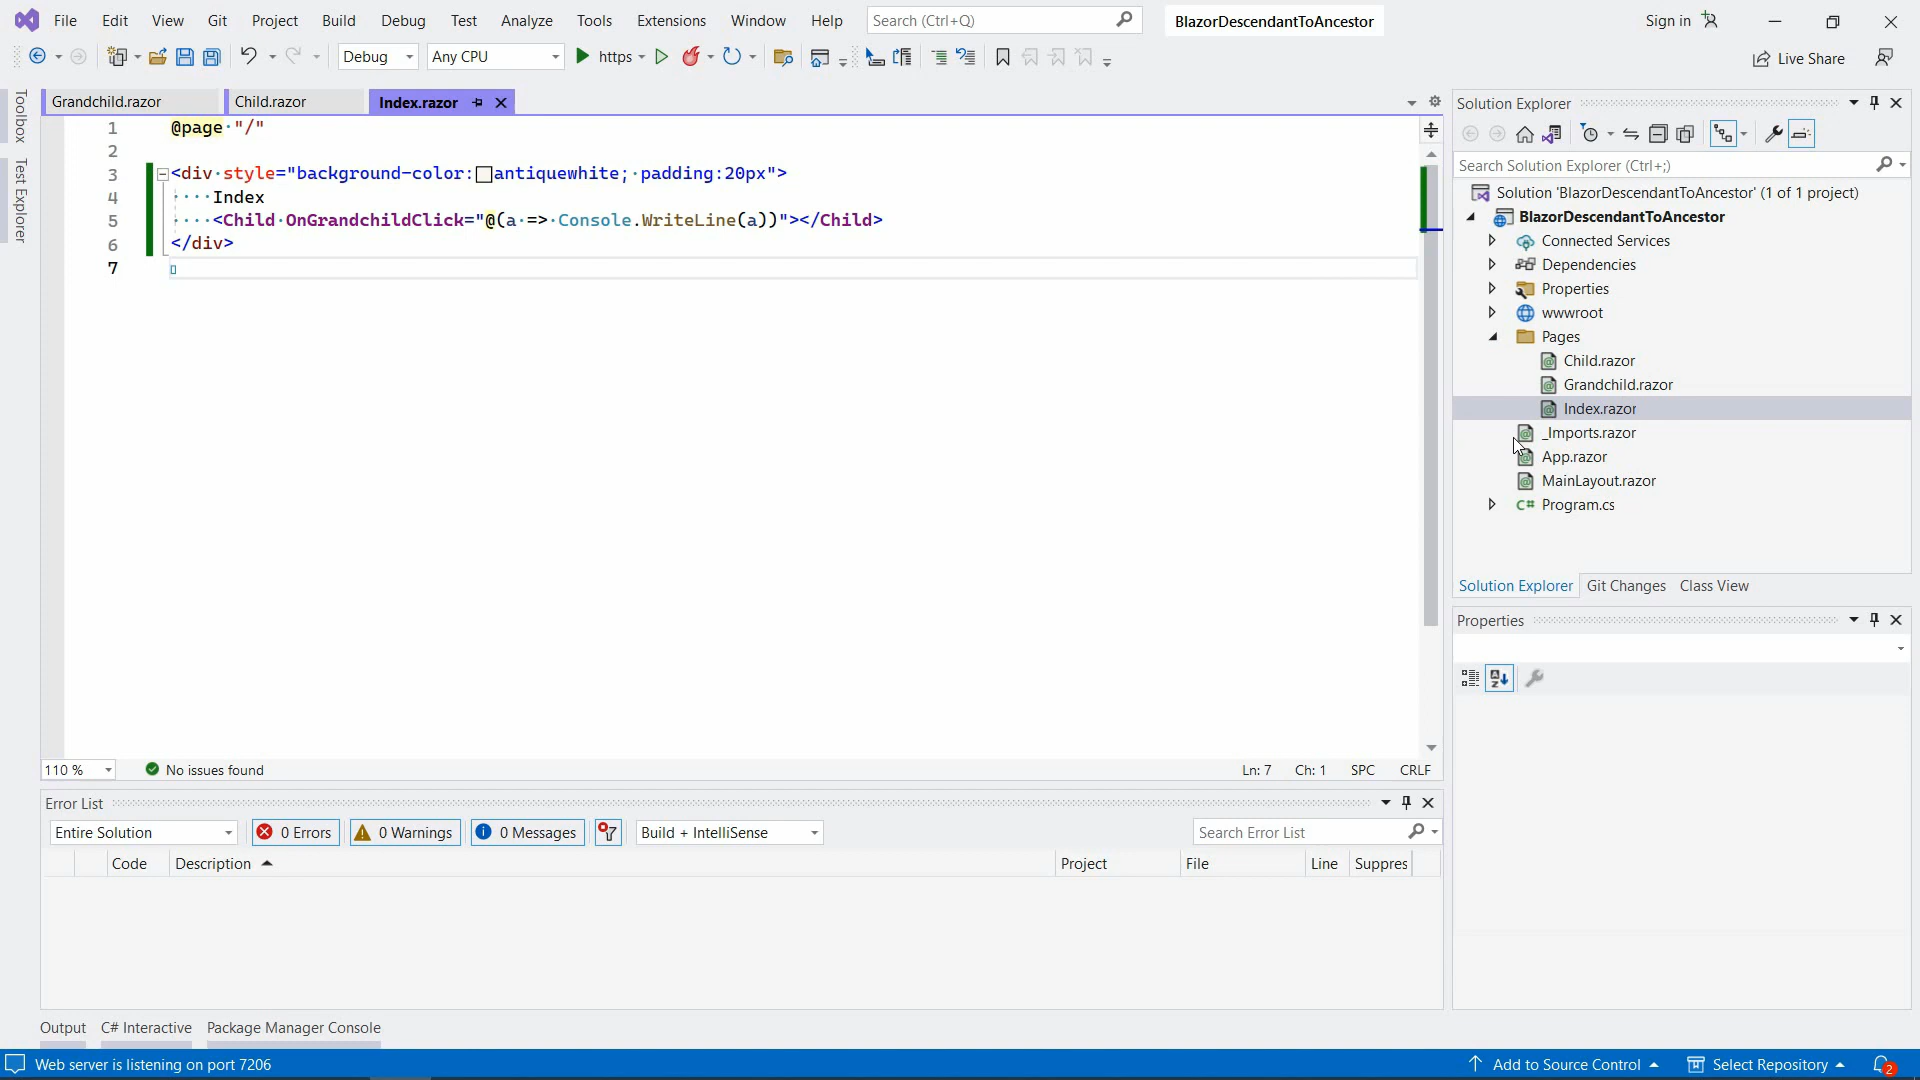 File Edit View Git Project Build Debug Test Analyze Tools Extensions Window Help Search (Ctrl+Q) BlazorDescendantToAncestor Sign in
Debug Any CPU https Live Share
Toolbox
Test Explorer
Grandchild.razor Child.razor Index.razor
1 @page "/"
2
3 <div style="background-color:antiquewhite; padding:20px">
4 Index
5 <Child OnGrandchildClick="@(a => Console.WriteLine(a))"></Child>
6 </div>
7
110 % No issues found Ln: 7 Ch: 1 SPC CRLF
Error List
Entire Solution 0 Errors 0 Warnings 0 Messages Build + IntelliSense Search Error List
Code Description Project File Line Suppres
Output C# Interactive Package Manager Console
Solution Explorer
Search Solution Explorer (Ctrl+;)
Solution 'BlazorDescendantToAncestor' (1 of 1 project)
BlazorDescendantToAncestor
Connected Services
Dependencies
Properties
wwwroot
Pages
Child.razor
Grandchild.razor
Index.razor
_Imports.razor
App.razor
MainLayout.razor
C# Program.cs
Solution Explorer Git Changes Class View
Properties
Web server is listening on port 7206 Add to Source Control Select Repository 2